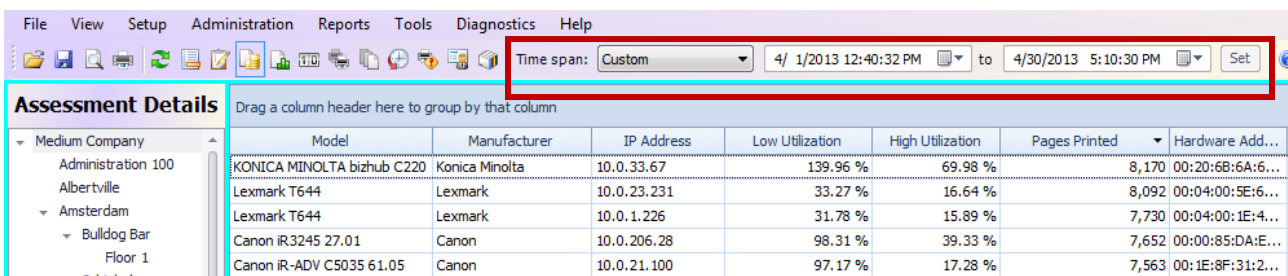 File View Setup Administration Reports Tools Diagnostics Help
Time span: Custom 4/ 1/2013 12:40:32 PM to 4/30/2013 5:10:30 PM Set
Assessment Details
Drag a column header here to group by that column
Medium Company
Administration 100
Albertville
Amsterdam
Bulldog Bar
Floor 1
Model Manufacturer IP Address Low Utilization High Utilization Pages Printed Hardware Add...
KONICA MINOLTA bizhub C220 Konica Minolta 10.0.33.67 139.96 % 69.98 % 8,170 00:20:6B:6A:6...
Lexmark T644 Lexmark 10.0.23.231 33.27 % 16.64 % 8,092 00:04:00:5E:6...
Lexmark T644 Lexmark 10.0.1.226 31.78 % 15.89 % 7,730 00:04:00:1E:4...
Canon iR3245 27.01 Canon 10.0.206.28 98.31 % 39.33 % 7,652 00:00:85:DA:E...
Canon iR-ADV C5035 61.05 Canon 10.0.21.100 97.17 % 17.28 % 7,563 00:1E:8F:31:2...